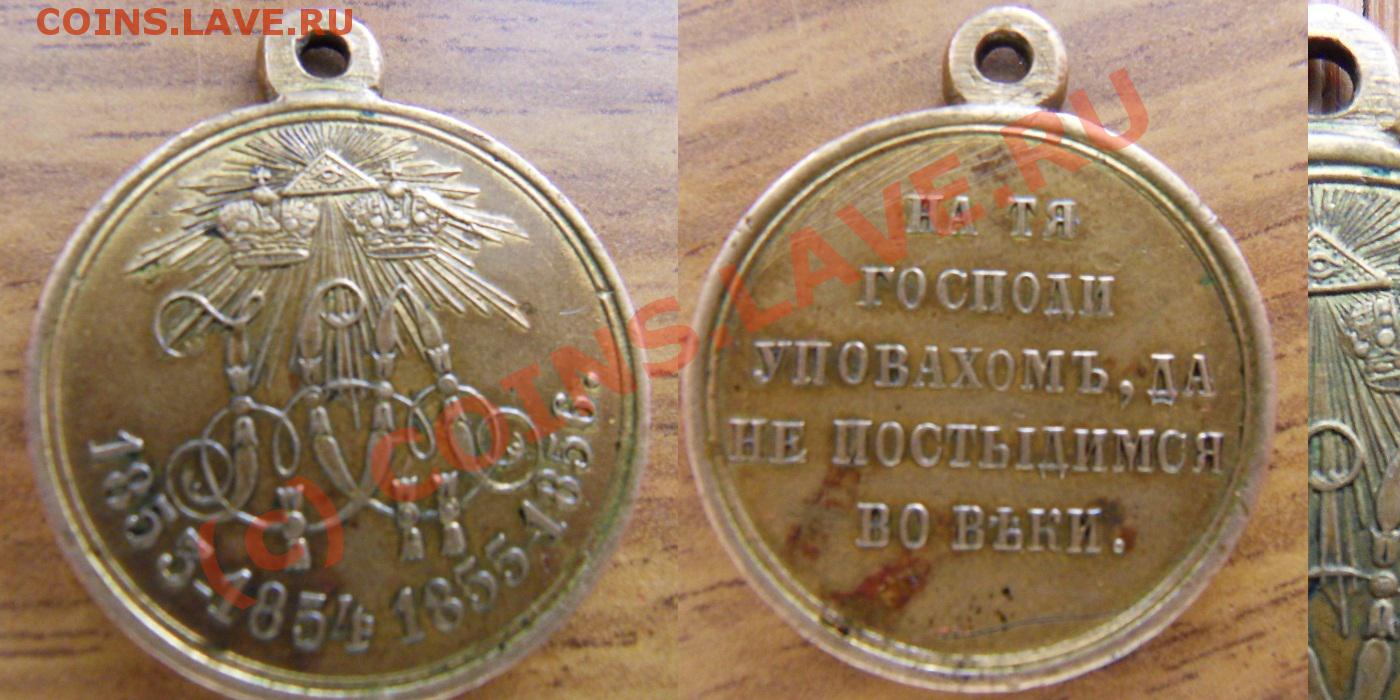 COINS.LAVE.RU
1853-1854 1855-1856.
НА ТЯ
ГОСПОДИ
УПОВАХОМЪ, ДА
НЕ ПОСТЫДИМСЯ
ВО ВѢКИ.
(c) COINS.LAVE.RU